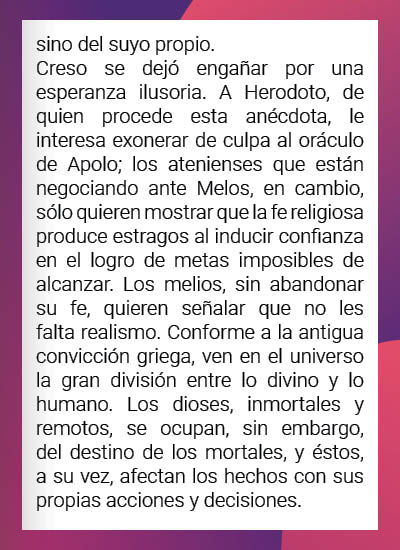 sino del suyo propio.
Creso se dejó engañar por una
esperanza ilusoria. A Herodoto, de
quien procede esta anécdota, le
interesa exonerar de culpa al oráculo
de Apolo; los atenienses que están
negociando ante Melos, en cambio,
sólo quieren mostrar que la fe religiosa
produce estragos al inducir confianza
en el logro de metas imposibles de
alcanzar. Los melios, sin abandonar
su fe, quieren señalar que no les
falta realismo. Conforme a la antigua
convicción griega, ven en el universo
la gran división entre lo divino y lo
humano. Los dioses, inmortales y
remotos, se ocupan, sin embargo,
del destino de los mortales, y éstos,
a su vez, afectan los hechos con sus
propias acciones y decisiones.